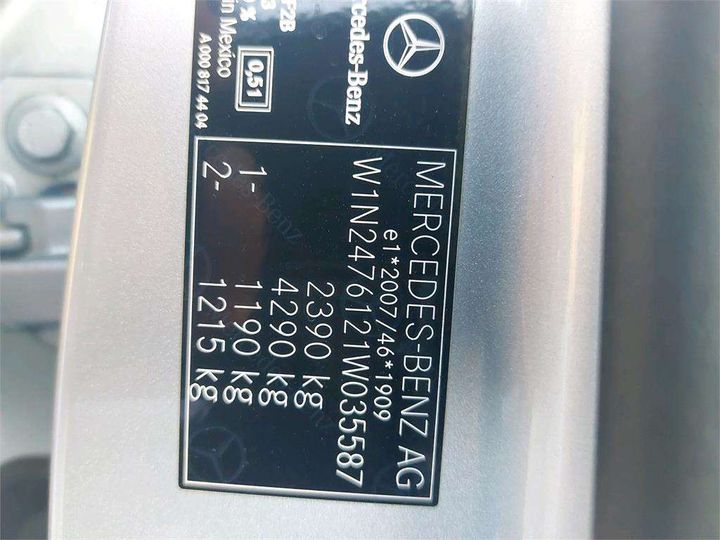 Mercedes-Benz
in Mexico
0,51
A 000 817 44 04
MERCEDES-BENZ AG
e1*2007/46*1909
W1N2476121W035587
2390 kg
4290 kg
1- 1190 kg
2- 1215 kg